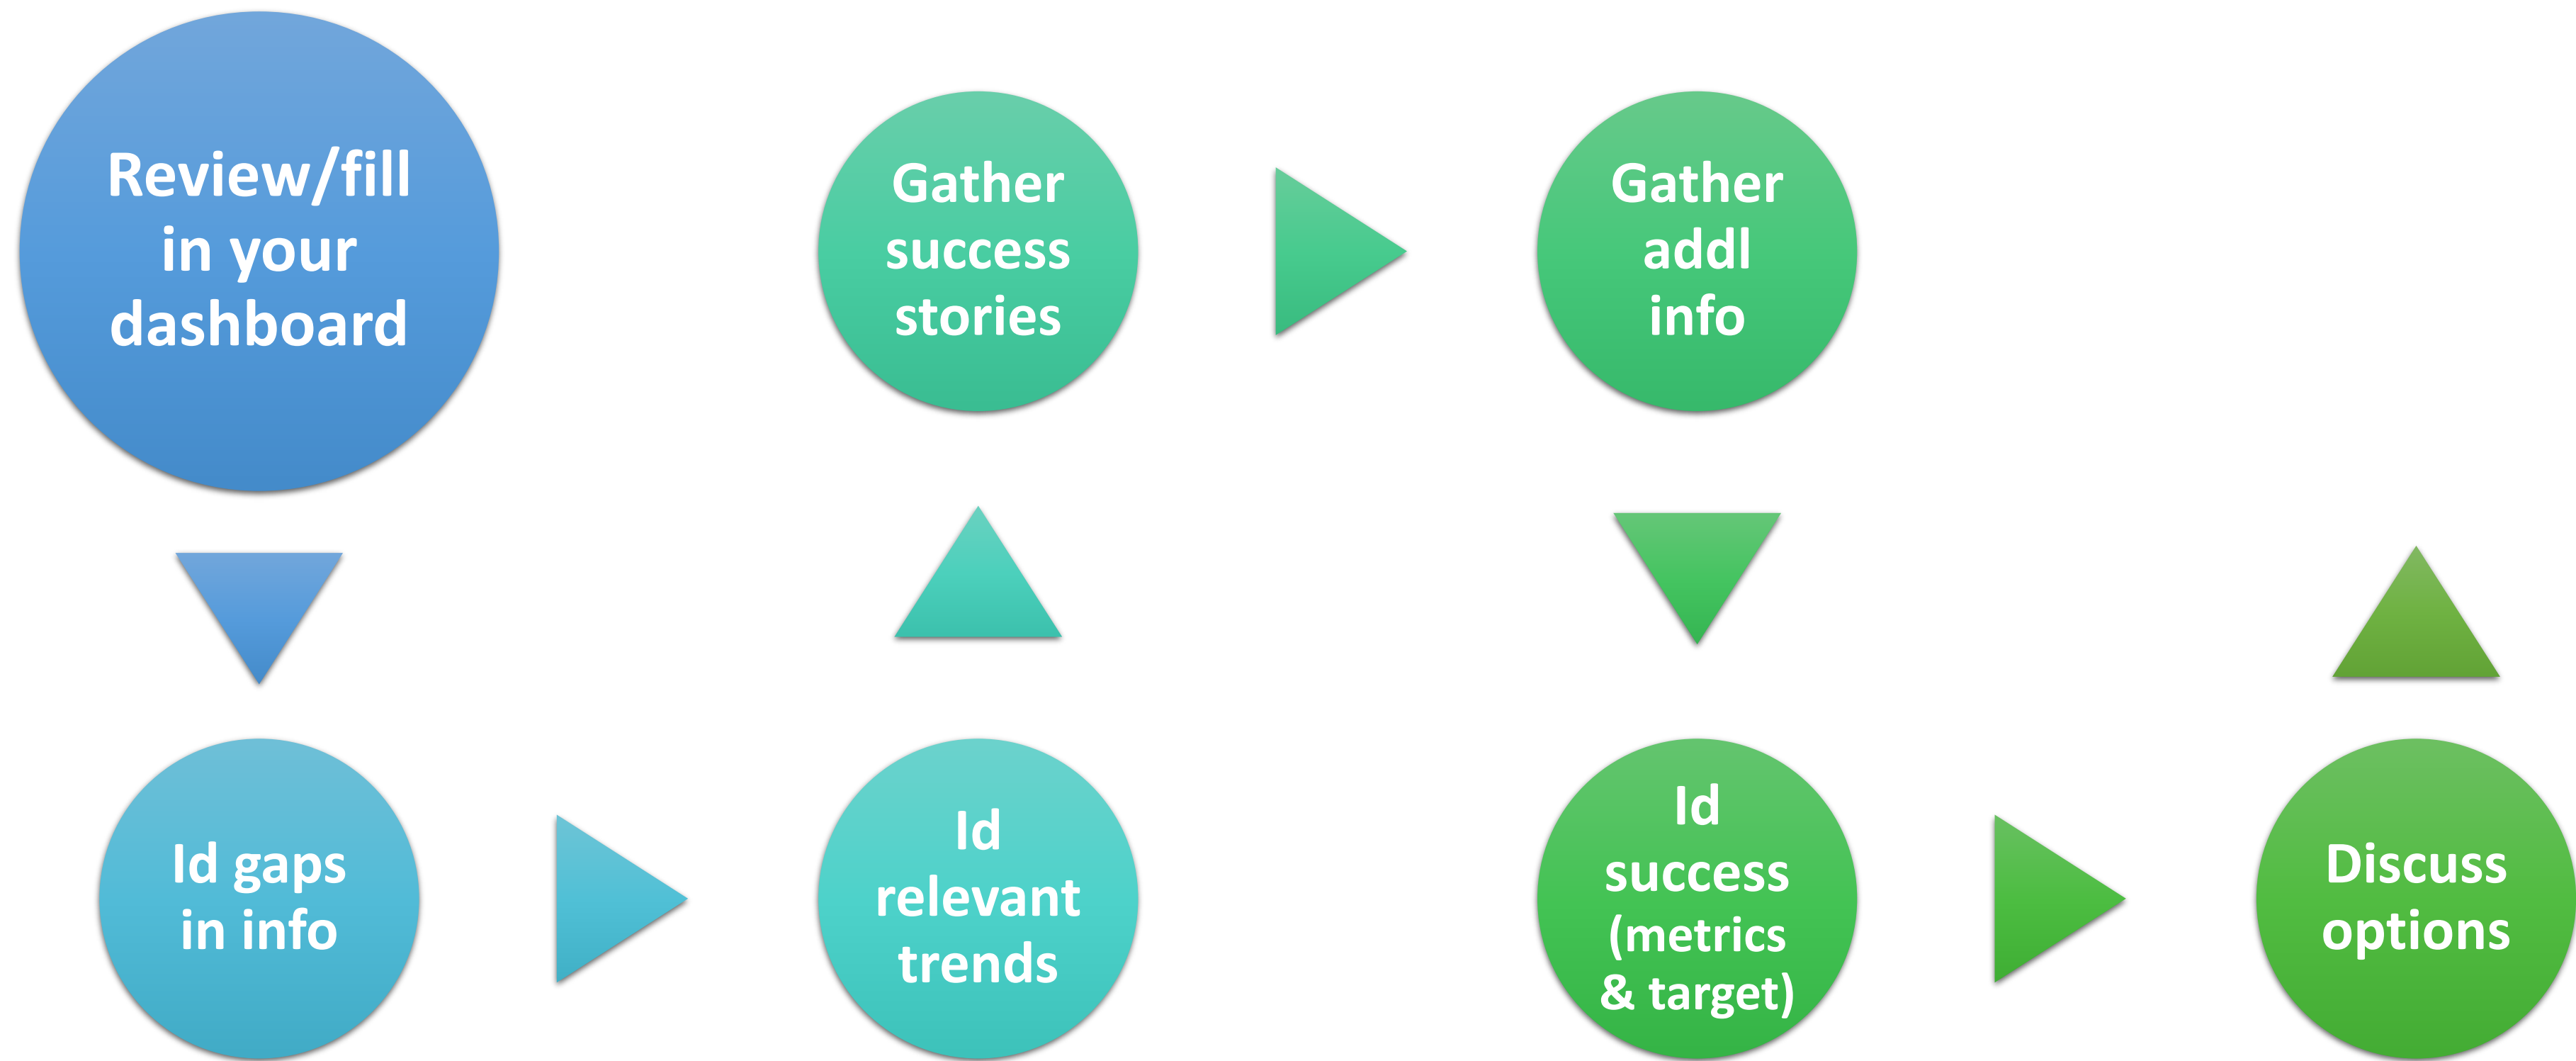 Review/fill
in your
dashboard
Id gaps
in info
Id
relevant
trends
Gather
success
stories
Gather
addl
info
Id
success
(metrics
& target)
Discuss
options